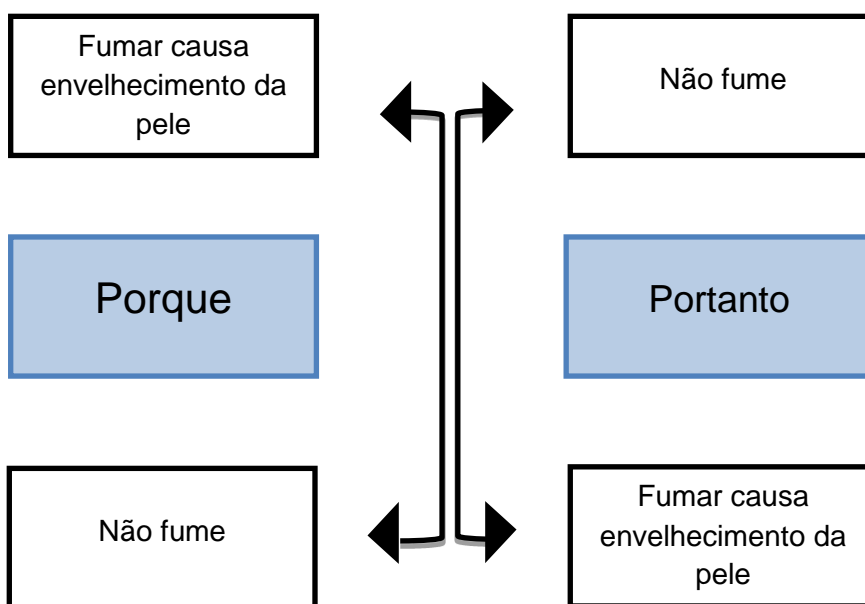 Fumar causa
envelhecimento da
pele
Não fume
Porque
Portanto
Não fume
Fumar causa
envelhecimento da
pele